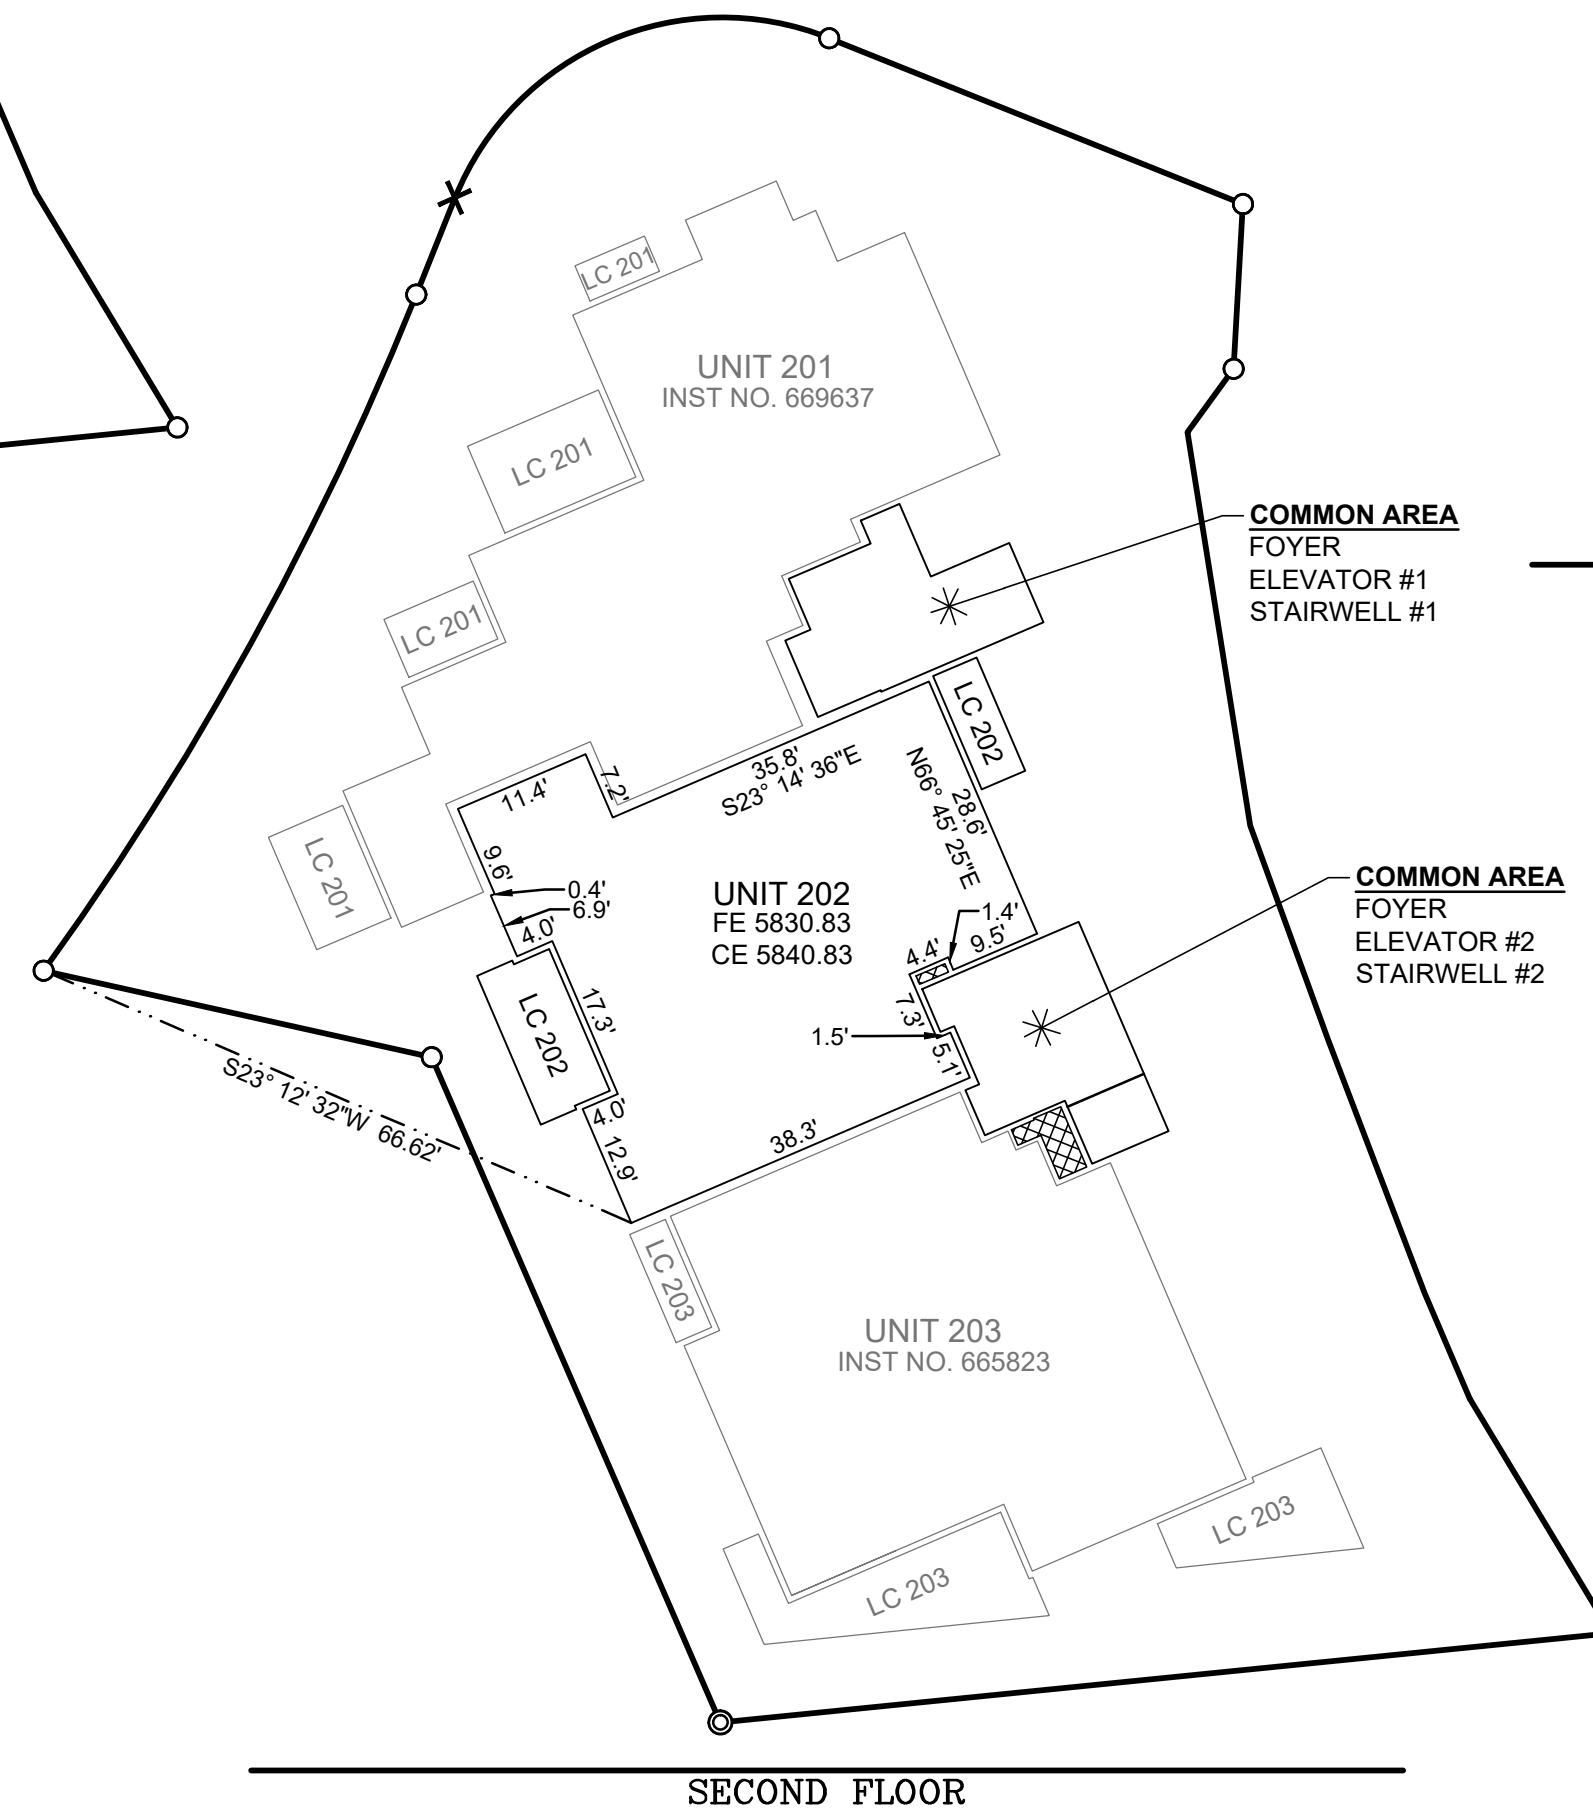 LC 201
UNIT 201
INST NO. 669637
LC 201
COMMON AREA
FOYER
ELEVATOR #1
STAIRWELL #1
LC 201
LC 202
35.8'
S23° 14' 36"E
N66° 45' 25"E
28.6'
7.2'
11.4'
LC 201
9.6'
0.4'
6.9'
4.0'
UNIT 202
FE 5830.83
CE 5840.83
COMMON AREA
FOYER
ELEVATOR #2
STAIRWELL #2
1.4'
9.5'
4.4'
7.3'
1.5'
5.1'
LC 202
17.3'
S23° 12' 32"W 66.62'
4.0'
12.9'
38.3'
LC 203
UNIT 203
INST NO. 665823
LC 203
LC 203
SECOND FLOOR